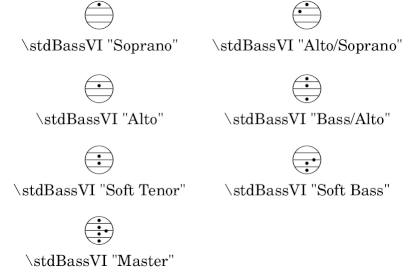 \stdBassVI "Soprano"
\stdBassVI "Alto/Soprano"
\stdBassVI "Alto"
\stdBassVI "Bass/Alto"
\stdBassVI "Soft Tenor"
\stdBassVI "Soft Bass"
\stdBassVI "Master"